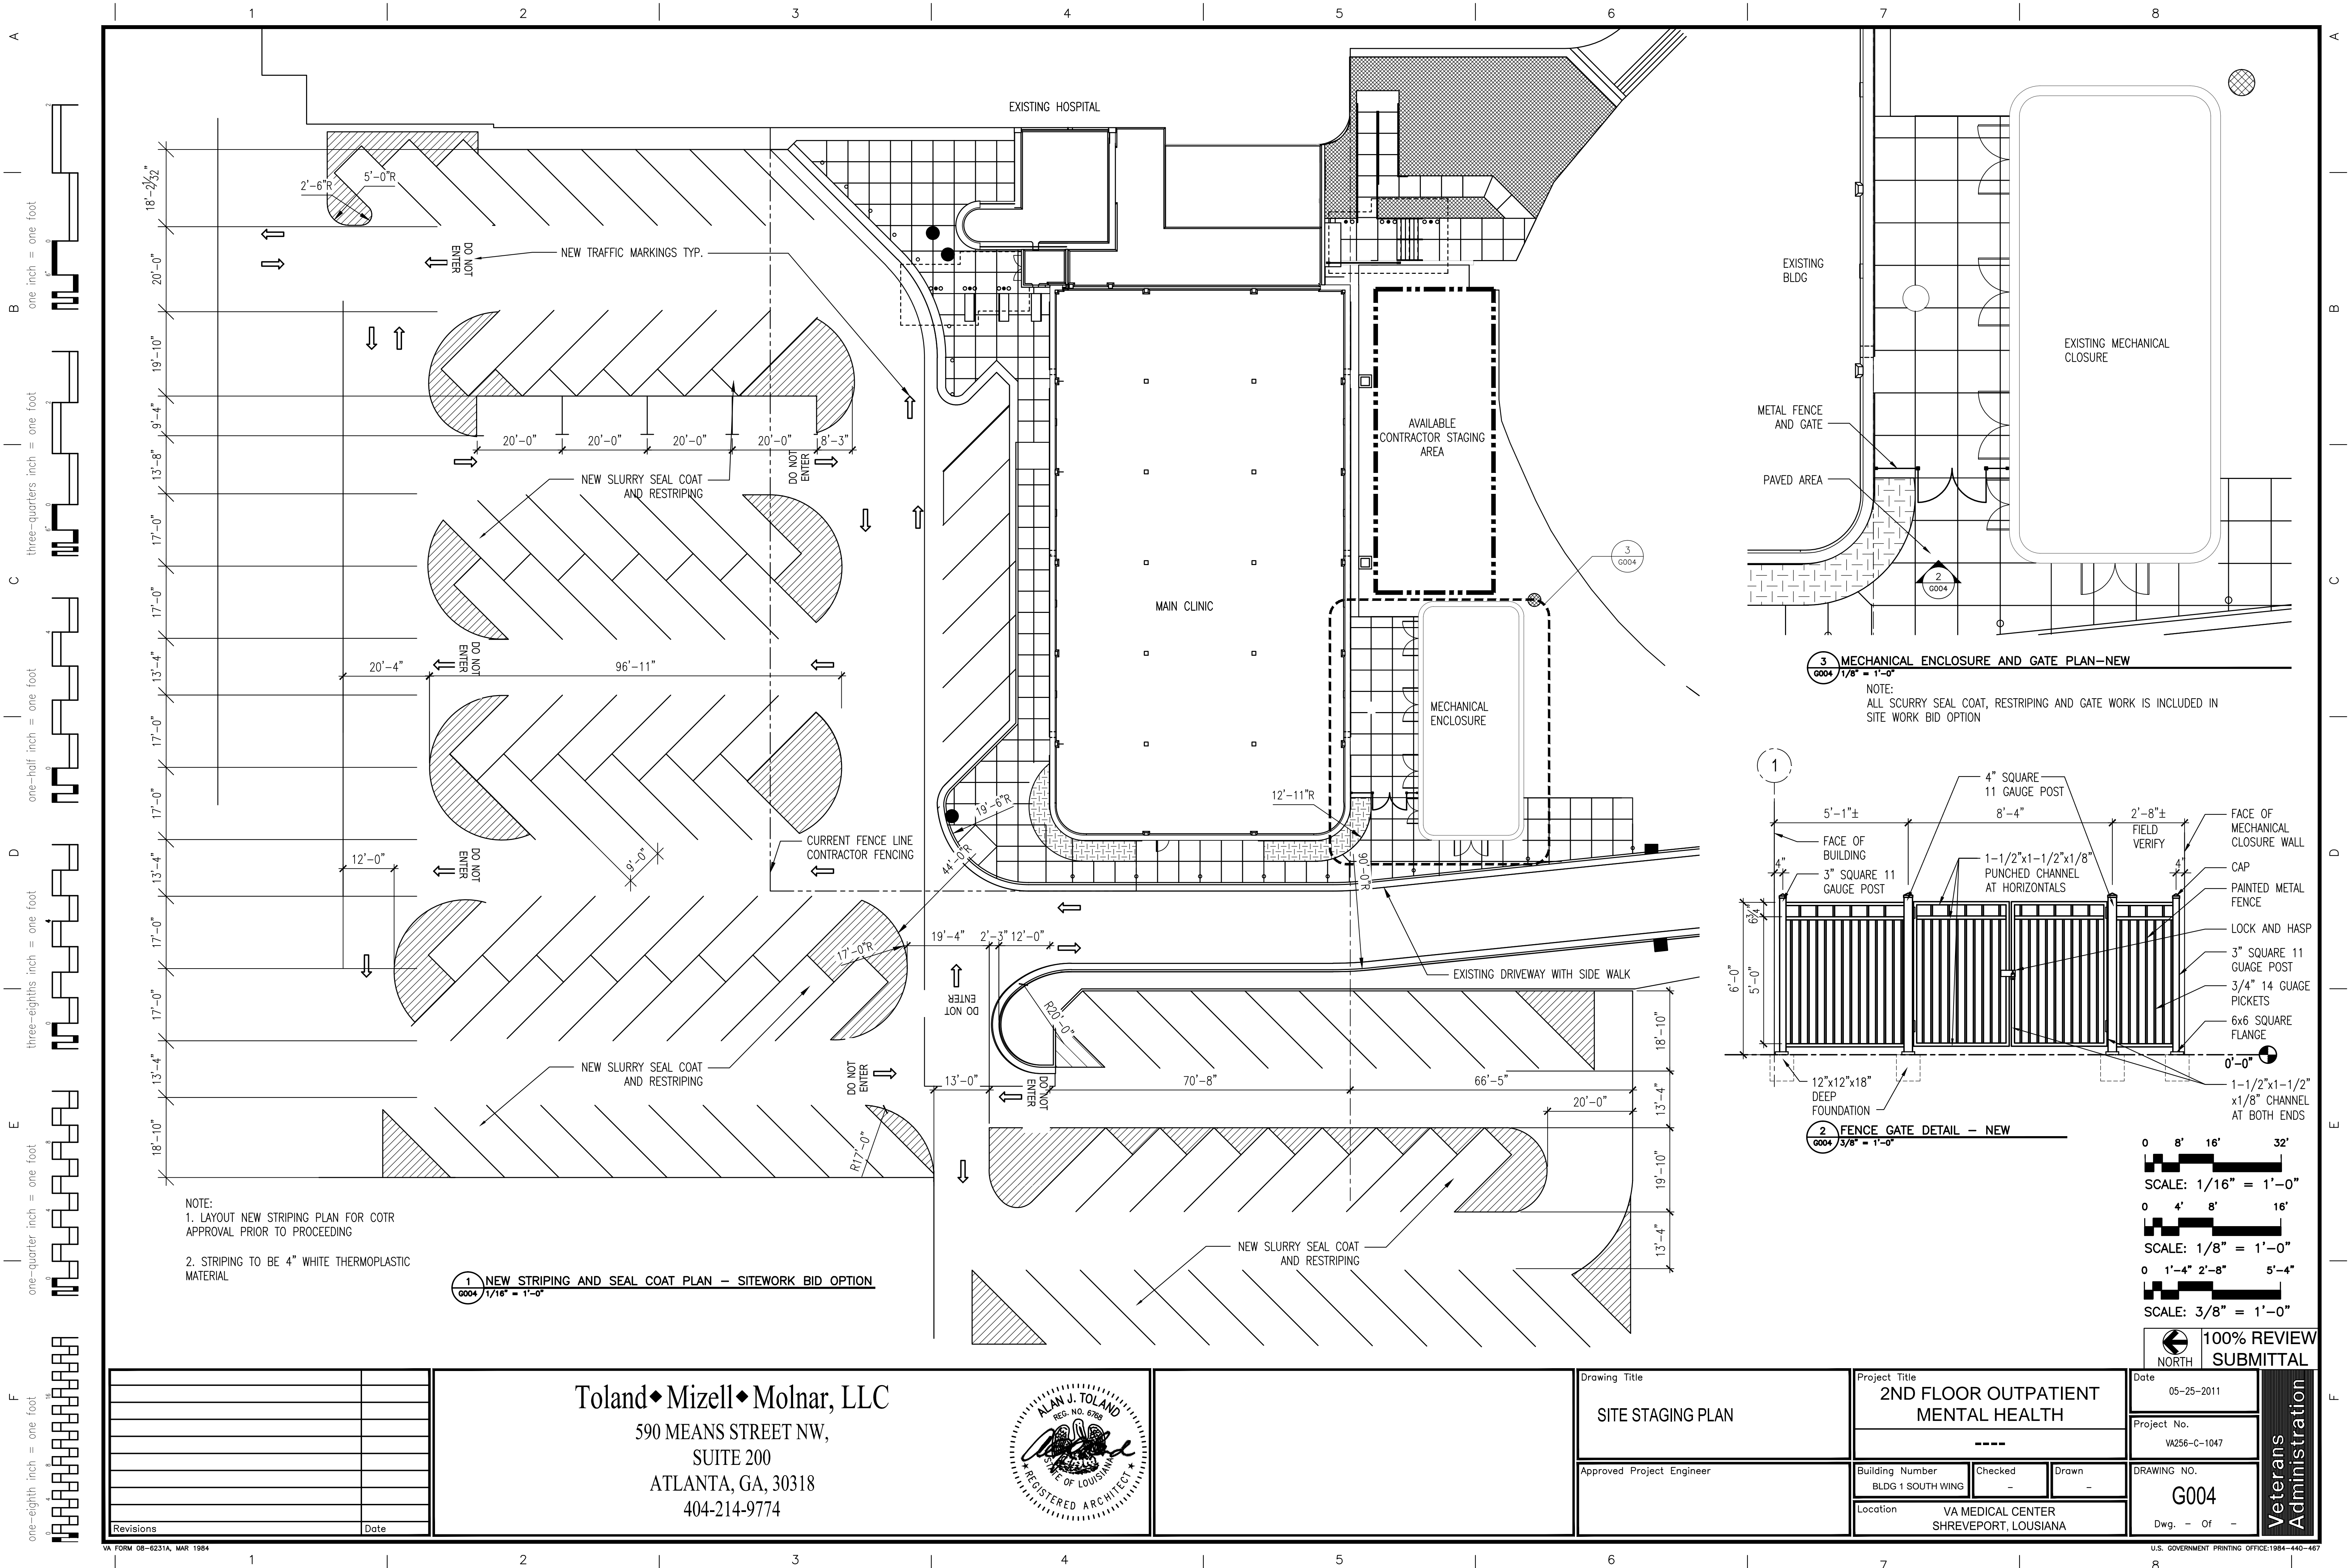 1 2 3 4 5 6 7 8
A
B
C
D
E
F
one inch = one foot
three-quarters inch = one foot
one-half inch = one foot
three-eighths inch = one foot
one-quarter inch = one foot
one-eighth inch = one foot
EXISTING HOSPITAL
2'-6"R
5'-0"R
DO NOT
ENTER
NEW TRAFFIC MARKINGS TYP.
20'-0"
19'-10"
9'-4"
13'-8"
17'-0"
17'-0"
13'-4"
17'-0"
17'-0"
13'-4"
17'-0"
17'-0"
13'-4"
18'-10"
20'-0" 20'-0" 20'-0" 20'-0" 8'-3"
DO NOT
ENTER
NEW SLURRY SEAL COAT
AND RESTRIPING
DO NOT
ENTER
20'-4"
96'-11"
CURRENT FENCE LINE
CONTRACTOR FENCING
12'-0"
9'-0"
DO NOT
ENTER
19'-6"R
44'-0"R
17'-0"R
19'-4" 2'-3" 12'-0"
DO NOT
ENTER
NEW SLURRY SEAL COAT
AND RESTRIPING
DO NOT
ENTER
R17'-0"
AVAILABLE
CONTRACTOR STAGING
AREA
MAIN CLINIC
3
G004
MECHANICAL
ENCLOSURE
12'-11"R
90'-0"R
EXISTING DRIVEWAY WITH SIDE WALK
R20'-0"
13'-0"
DO NOT
ENTER
70'-8"
66'-5"
20'-0"
18'-10"
13'-4"
19'-10"
13'-4"
NEW SLURRY SEAL COAT
AND RESTRIPING
NOTE:
1. LAYOUT NEW STRIPING PLAN FOR COTR
APPROVAL PRIOR TO PROCEEDING
2. STRIPING TO BE 4" WHITE THERMOPLASTIC
MATERIAL
1
G004
NEW STRIPING AND SEAL COAT PLAN - SITEWORK BID OPTION
1/16" = 1'-0"
EXISTING
BLDG
EXISTING MECHANICAL
CLOSURE
METAL FENCE
AND GATE
PAVED AREA
2
G004
3
G004
MECHANICAL ENCLOSURE AND GATE PLAN-NEW
1/8" = 1'-0"
NOTE:
ALL SCURRY SEAL COAT, RESTRIPING AND GATE WORK IS INCLUDED IN
SITE WORK BID OPTION
1
4" SQUARE
11 GAUGE POST
5'-1"±
8'-4"
2'-8"±
FIELD
VERIFY
FACE OF
MECHANICAL
CLOSURE WALL
FACE OF
BUILDING
4"
3" SQUARE 11
GAUGE POST
1-1/2"x1-1/2"x1/8"
PUNCHED CHANNEL
AT HORIZONTALS
4"
CAP
PAINTED METAL
FENCE
LOCK AND HASP
3" SQUARE 11
GUAGE POST
3/4" 14 GUAGE
PICKETS
6x6 SQUARE
FLANGE
6'-0"
5'-0"
0'-0"
12"x12"x18"
DEEP
FOUNDATION
1-1/2"x1-1/2"
x1/8" CHANNEL
AT BOTH ENDS
2
G004
FENCE GATE DETAIL - NEW
3/8" = 1'-0"
0 8' 16' 32'
SCALE: 1/16" = 1'-0"
0 4' 8' 16'
SCALE: 1/8" = 1'-0"
0 1'-4" 2'-8" 5'-4"
SCALE: 3/8" = 1'-0"
NORTH
100% REVIEW
SUBMITTAL
Revisions
Date
Toland◆Mizell◆Molnar, LLC
590 MEANS STREET NW,
SUITE 200
ATLANTA, GA, 30318
404-214-9774
ALAN J. TOLAND
REG. NO. 6768
STATE OF LOUISIANA
REGISTERED ARCHITECT
Drawing Title
SITE STAGING PLAN
Approved Project Engineer
Project Title
2ND FLOOR OUTPATIENT
MENTAL HEALTH
----
Building Number
BLDG 1 SOUTH WING
Checked
-
Drawn
-
Location
VA MEDICAL CENTER
SHREVEPORT, LOUSIANA
Date
05-25-2011
Project No.
VA256-C-1047
DRAWING NO.
G004
Dwg. - Of -
Veterans
Administration
VA FORM 08-6231A, MAR 1984
U.S. GOVERNMENT PRINTING OFFICE:1984-440-467
1 2 3 4 5 6 7 8